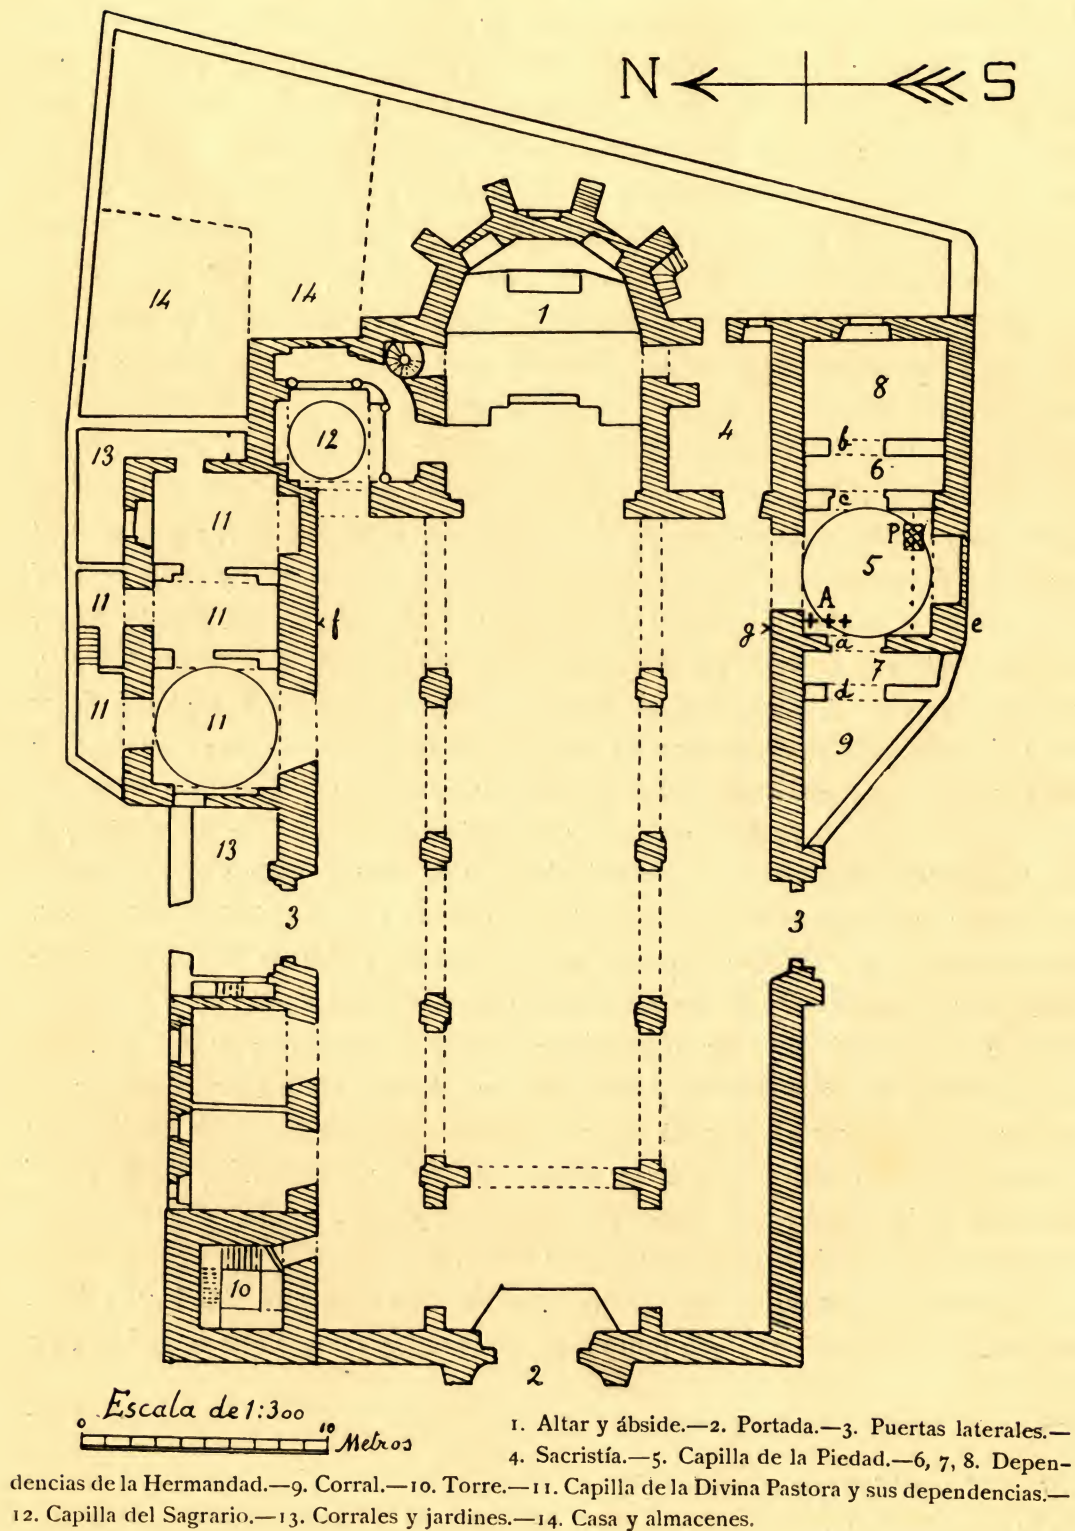 N S
14 14
1
8
12
4
b
13
6
11
c
P
5
11 11
A
f g e
a
7
d
11 11
9
13
3 3
10
2
Escala de 1:300
0 10
Metros
1. Altar y ábside.—2. Portada.—3. Puertas laterales.—
4. Sacristía.—5. Capilla de la Piedad.—6, 7, 8. Depen-
dencias de la Hermandad.—9. Corral.—10. Torre.—11. Capilla de la Divina Pastora y sus dependencias.—
12. Capilla del Sagrario.—13. Corrales y jardines.—14. Casa y almacenes.